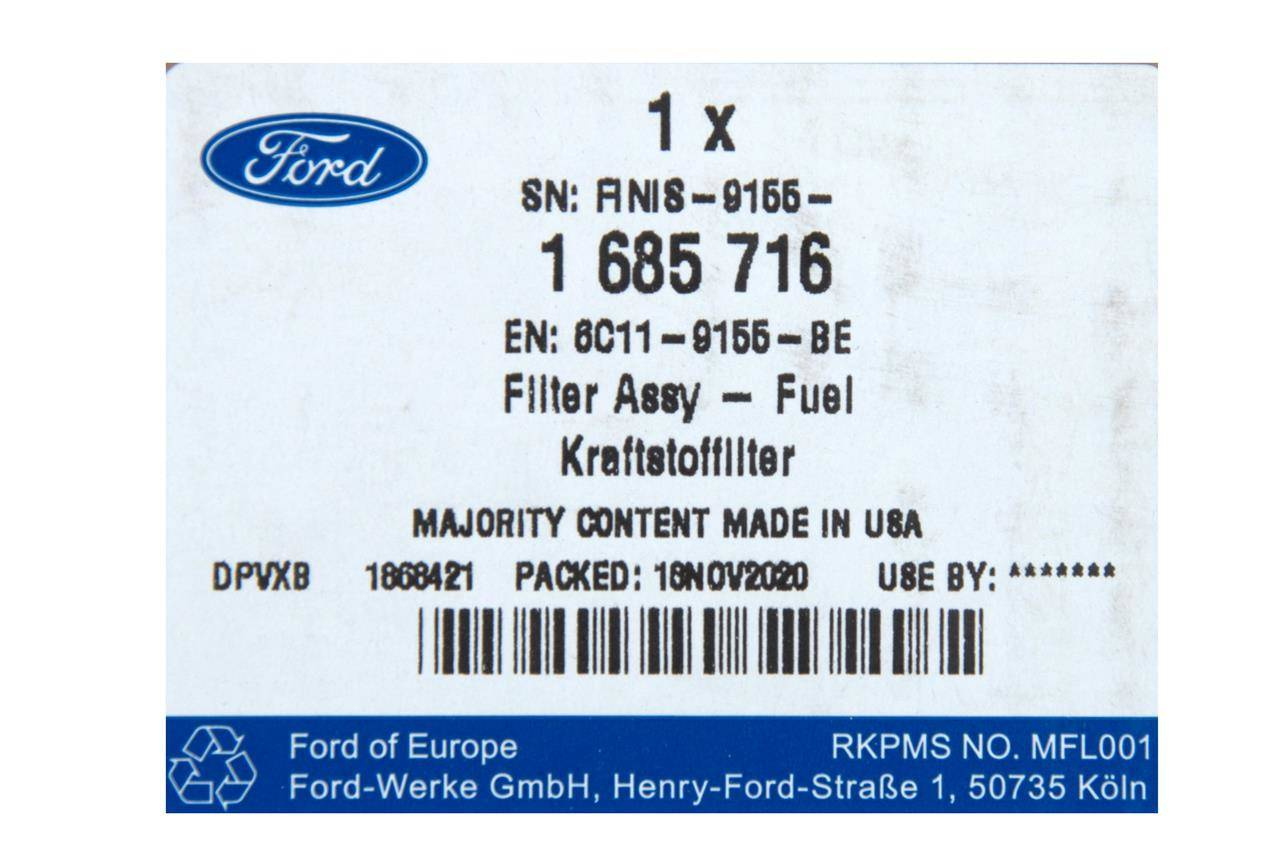 Ford
1 x
SN: FINIS-9155-
1 685 716
EN: 6C11-9155-BE
Filter Assy - Fuel
Kraftstoffilter
MAJORITY CONTENT MADE IN USA
DPVXB 1868421 PACKED: 16NOV2020 USE BY: *******
Ford of Europe RKPMS NO. MFL001
Ford-Werke GmbH, Henry-Ford-Straße 1, 50735 Köln